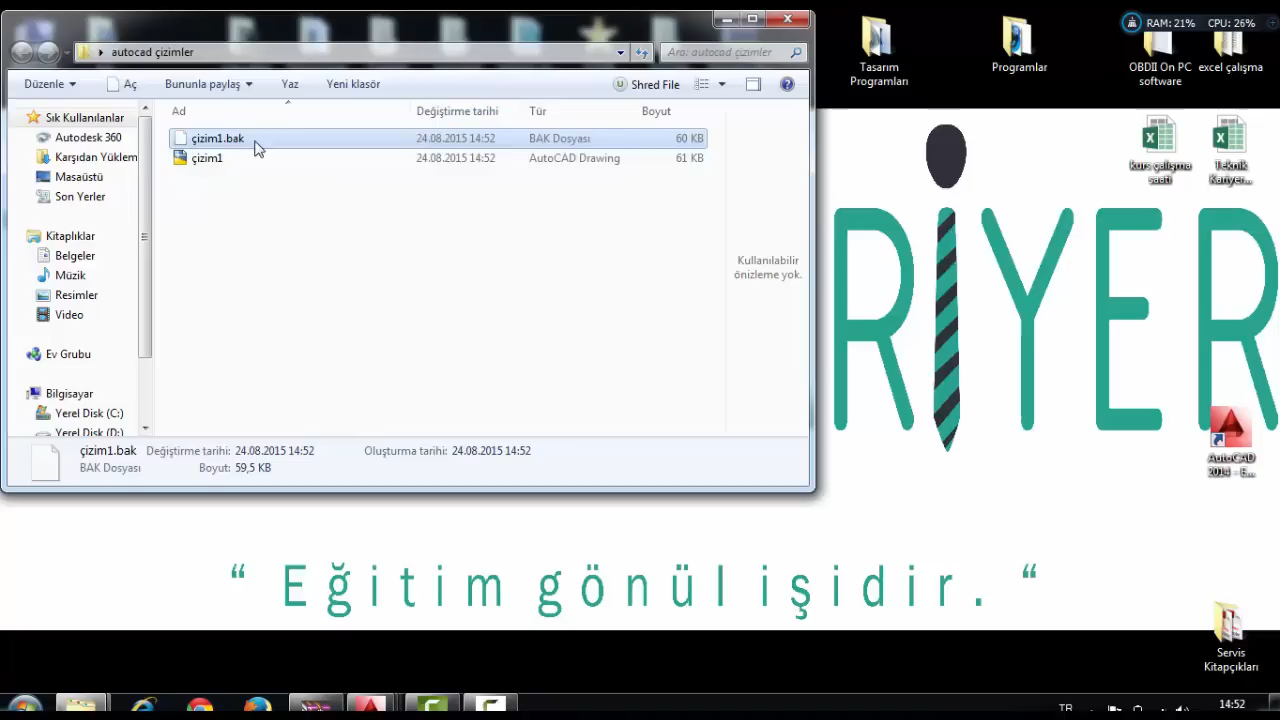 autocad çizimler
Ara: autocad çizimler
RAM: 21% CPU: 26%
Düzenle
Aç
Bununla paylaş
Yaz
Yeni klasör
Shred File
Ad
Değiştirme tarihi
Tür
Boyut
çizim1.bak
24.08.2015 14:52
BAK Dosyası
60 KB
çizim1
24.08.2015 14:52
AutoCAD Drawing
61 KB
Sık Kullanılanlar
Autodesk 360
Karşıdan Yüklem
Masaüstü
Son Yerler
Kitaplıklar
Belgeler
Müzik
Resimler
Video
Ev Grubu
Bilgisayar
Yerel Disk (C:)
Yerel Disk (D:)
Kullanılabilir
önizleme yok.
çizim1.bak
Değiştirme tarihi: 24.08.2015 14:52
Oluşturma tarihi: 24.08.2015 14:52
BAK Dosyası
Boyut: 59,5 KB
Tasarım
Programları
Programlar
OBDII On PC
software
excel çalışma
kurs çalışma
saati
Teknik
Kariyer...
RİYER
AutoCAD
2014 - E...
“ Eğitim gönül işidir. “
Servis
Kitapçıkları
TR
14:52